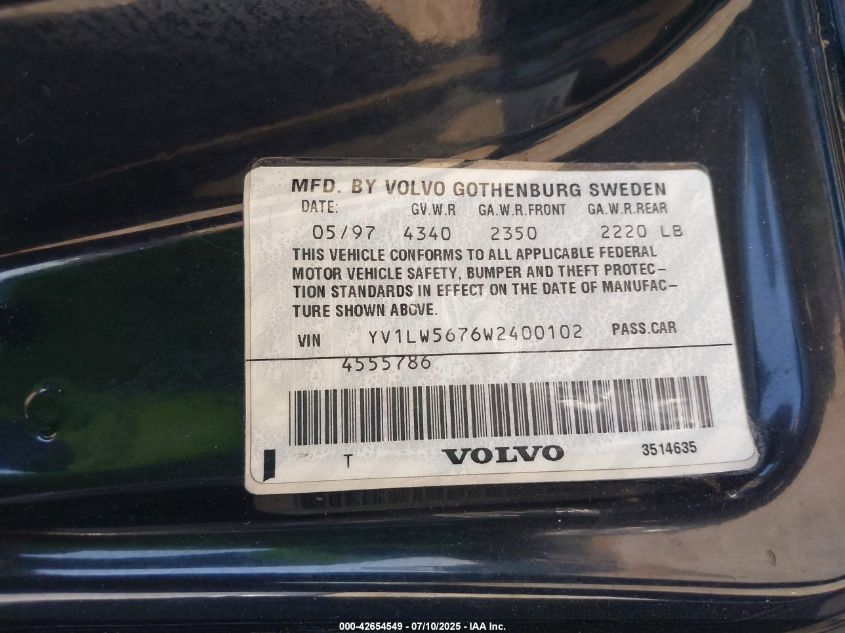 MFD. BY VOLVO GOTHENBURG SWEDEN
DATE: GV.W.R GA.W.R.FRONT GA.W.R.REAR
05/97 4340 2350 2220 LB
THIS VEHICLE CONFORMS TO ALL APPLICABLE FEDERAL
MOTOR VEHICLE SAFETY, BUMPER AND THEFT PROTEC–
TION STANDARDS IN EFFECT ON THE DATE OF MANUFAC–
TURE SHOWN ABOVE.
VIN YV1LW5676W2400102 PASS.CAR
4555786
T VOLVO 3514635
000-42654549 - 07/10/2025 - IAA Inc.